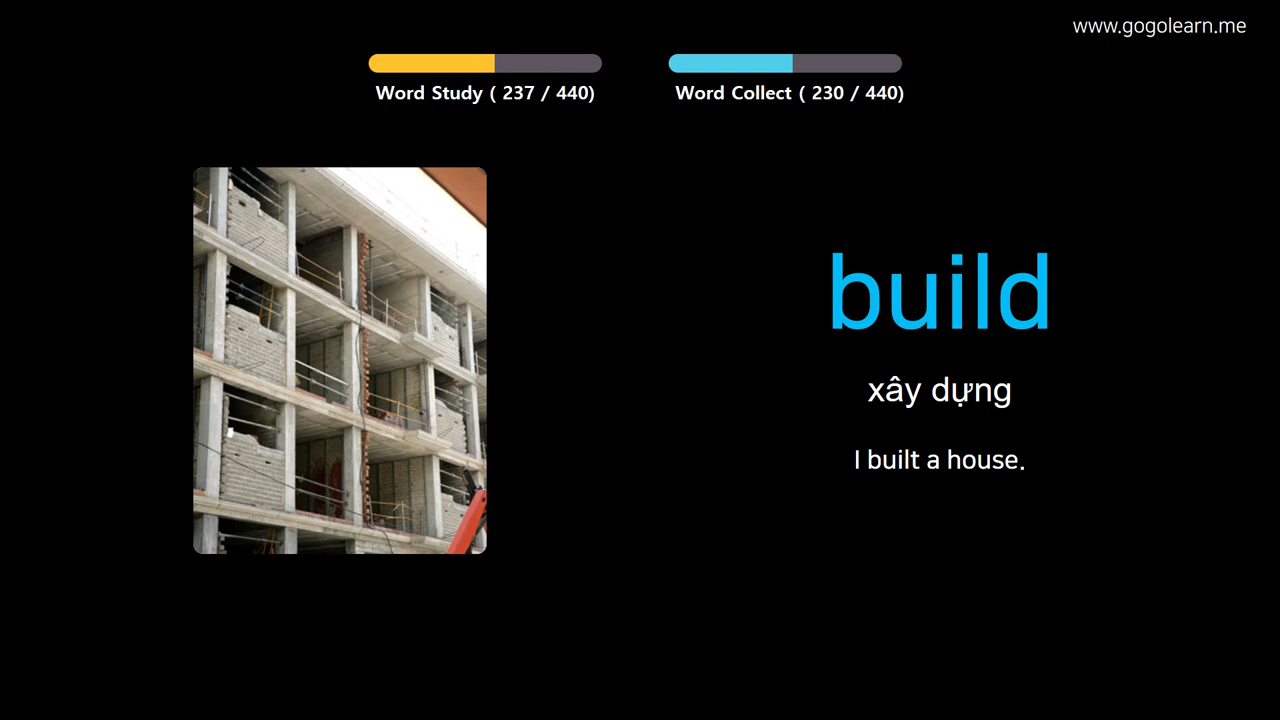 www.gogolearn.me
Word Study ( 237 / 440)
Word Collect ( 230 / 440)
build
xây dựng
I built a house.